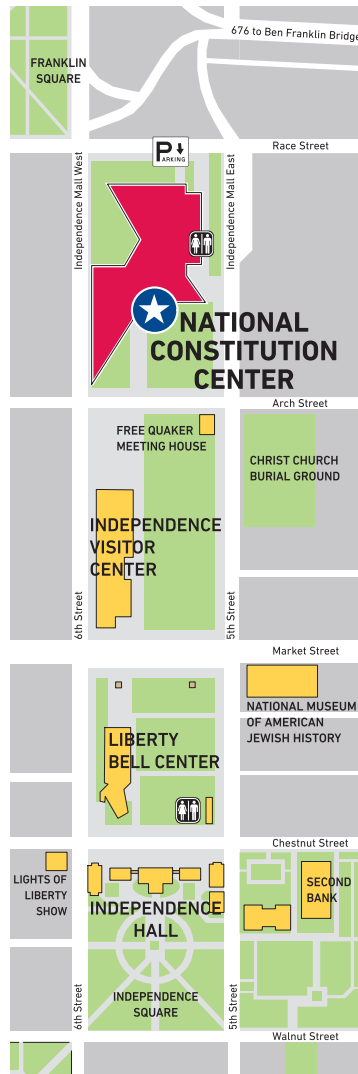 676 to Ben Franklin Bridge
FRANKLIN
SQUARE
P
PARKING
Race Street
Independence Mall West
Independence Mall East
NATIONAL
CONSTITUTION
CENTER
Arch Street
FREE QUAKER
MEETING HOUSE
CHRIST CHURCH
BURIAL GROUND
INDEPENDENCE
VISITOR
CENTER
6th Street
5th Street
Market Street
NATIONAL MUSEUM
OF AMERICAN
JEWISH HISTORY
LIBERTY
BELL CENTER
Chestnut Street
LIGHTS OF
LIBERTY
SHOW
SECOND
BANK
INDEPENDENCE
HALL
INDEPENDENCE
SQUARE
6th Street
5th Street
Walnut Street